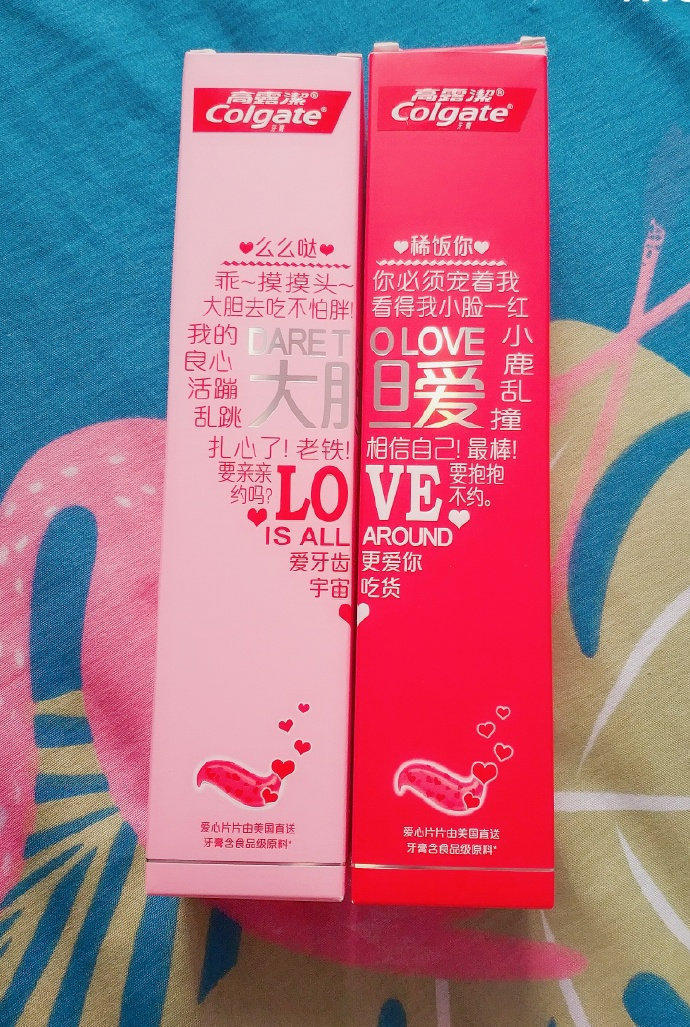 高露潔®
Colgate®
牙膏
么么哒
乖~摸摸头~
大胆去吃不怕胖!
我的
良心
活蹦
乱跳
DARE T
大胆
扎心了! 老铁!
要亲亲
约吗?
LO
IS ALL
爱牙齿
宇宙
爱心片片由美国直送
牙膏含食品级原料*
高露潔®
Colgate®
牙膏
稀饭你
你必须宠着我
看得我小脸一红
O LOVE
旦爱
小
鹿
乱
撞
相信自己! 最棒!
VE
要抱抱
不约。
AROUND
更爱你
吃货
爱心片片由美国直送
牙膏含食品级原料*